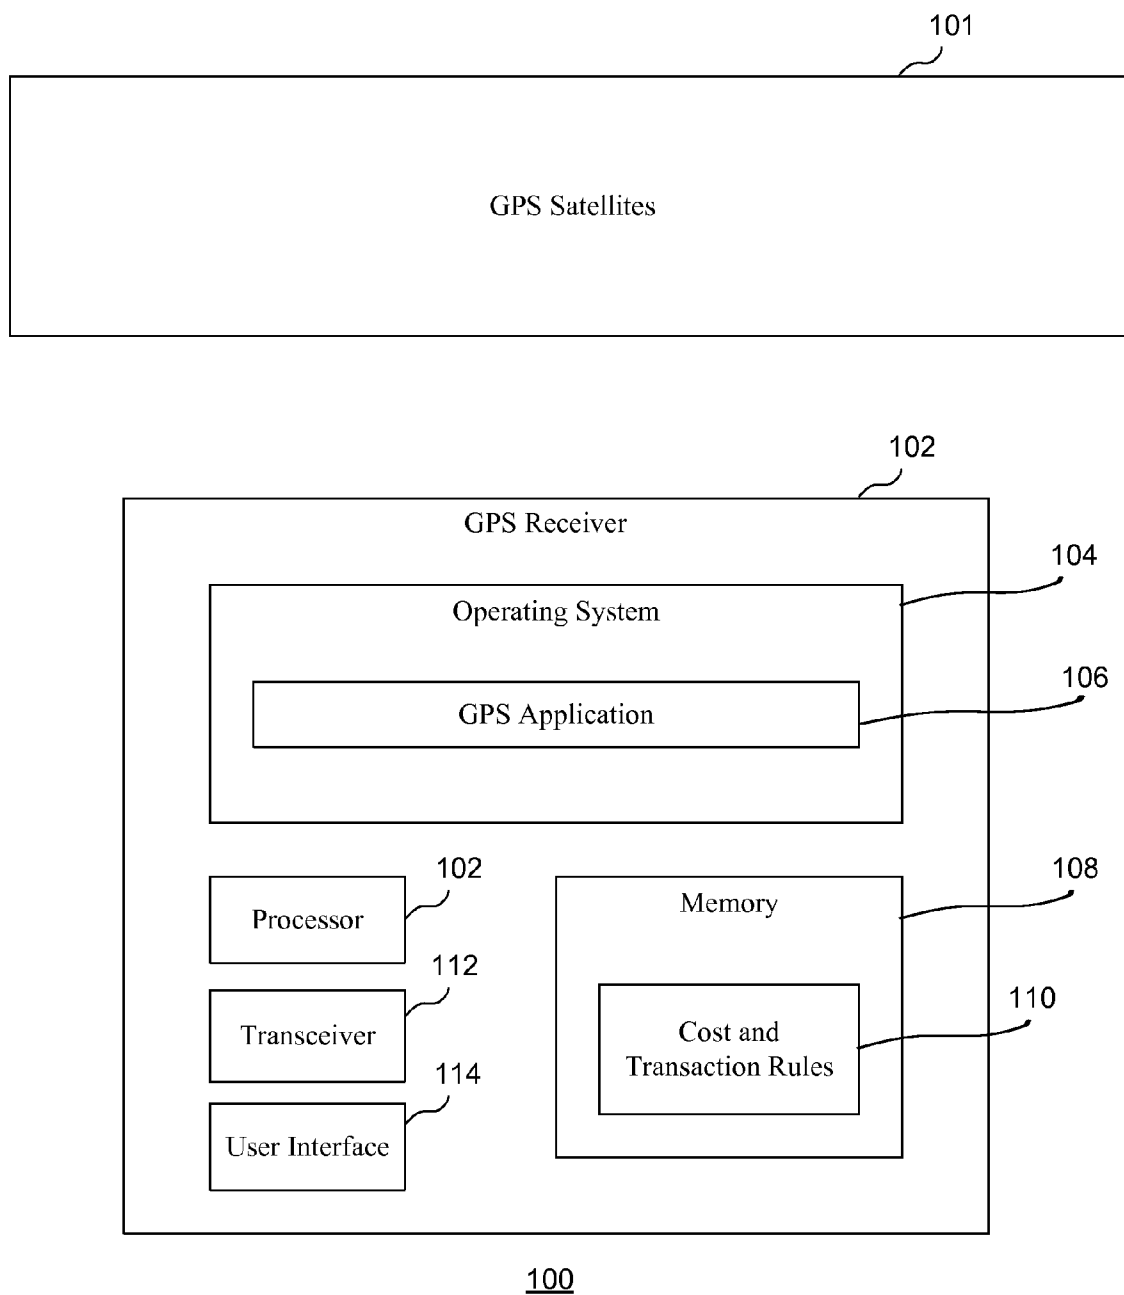 101
GPS Satellites
102
GPS Receiver
104
Operating System
106
GPS Application
102
Processor
108
Memory
112
Transceiver
110
Cost and
Transaction Rules
114
User Interface
100